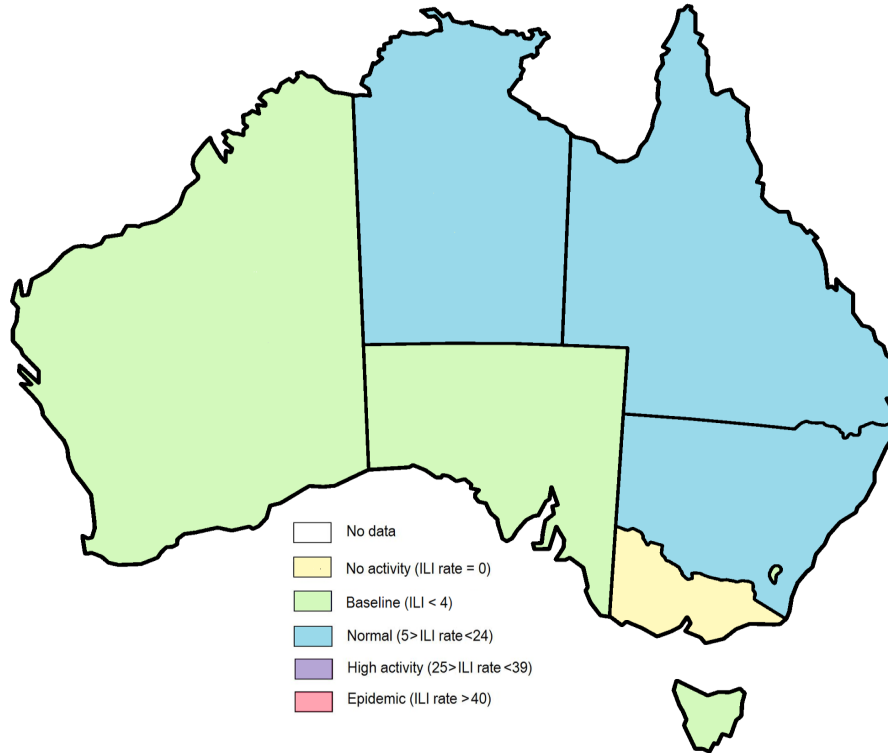 No data
No activity (ILI rate = 0)
Baseline (ILI < 4)
Normal (5> ILI rate <24)
High activity (25> ILI rate <39)
Epidemic (ILI rate >40)